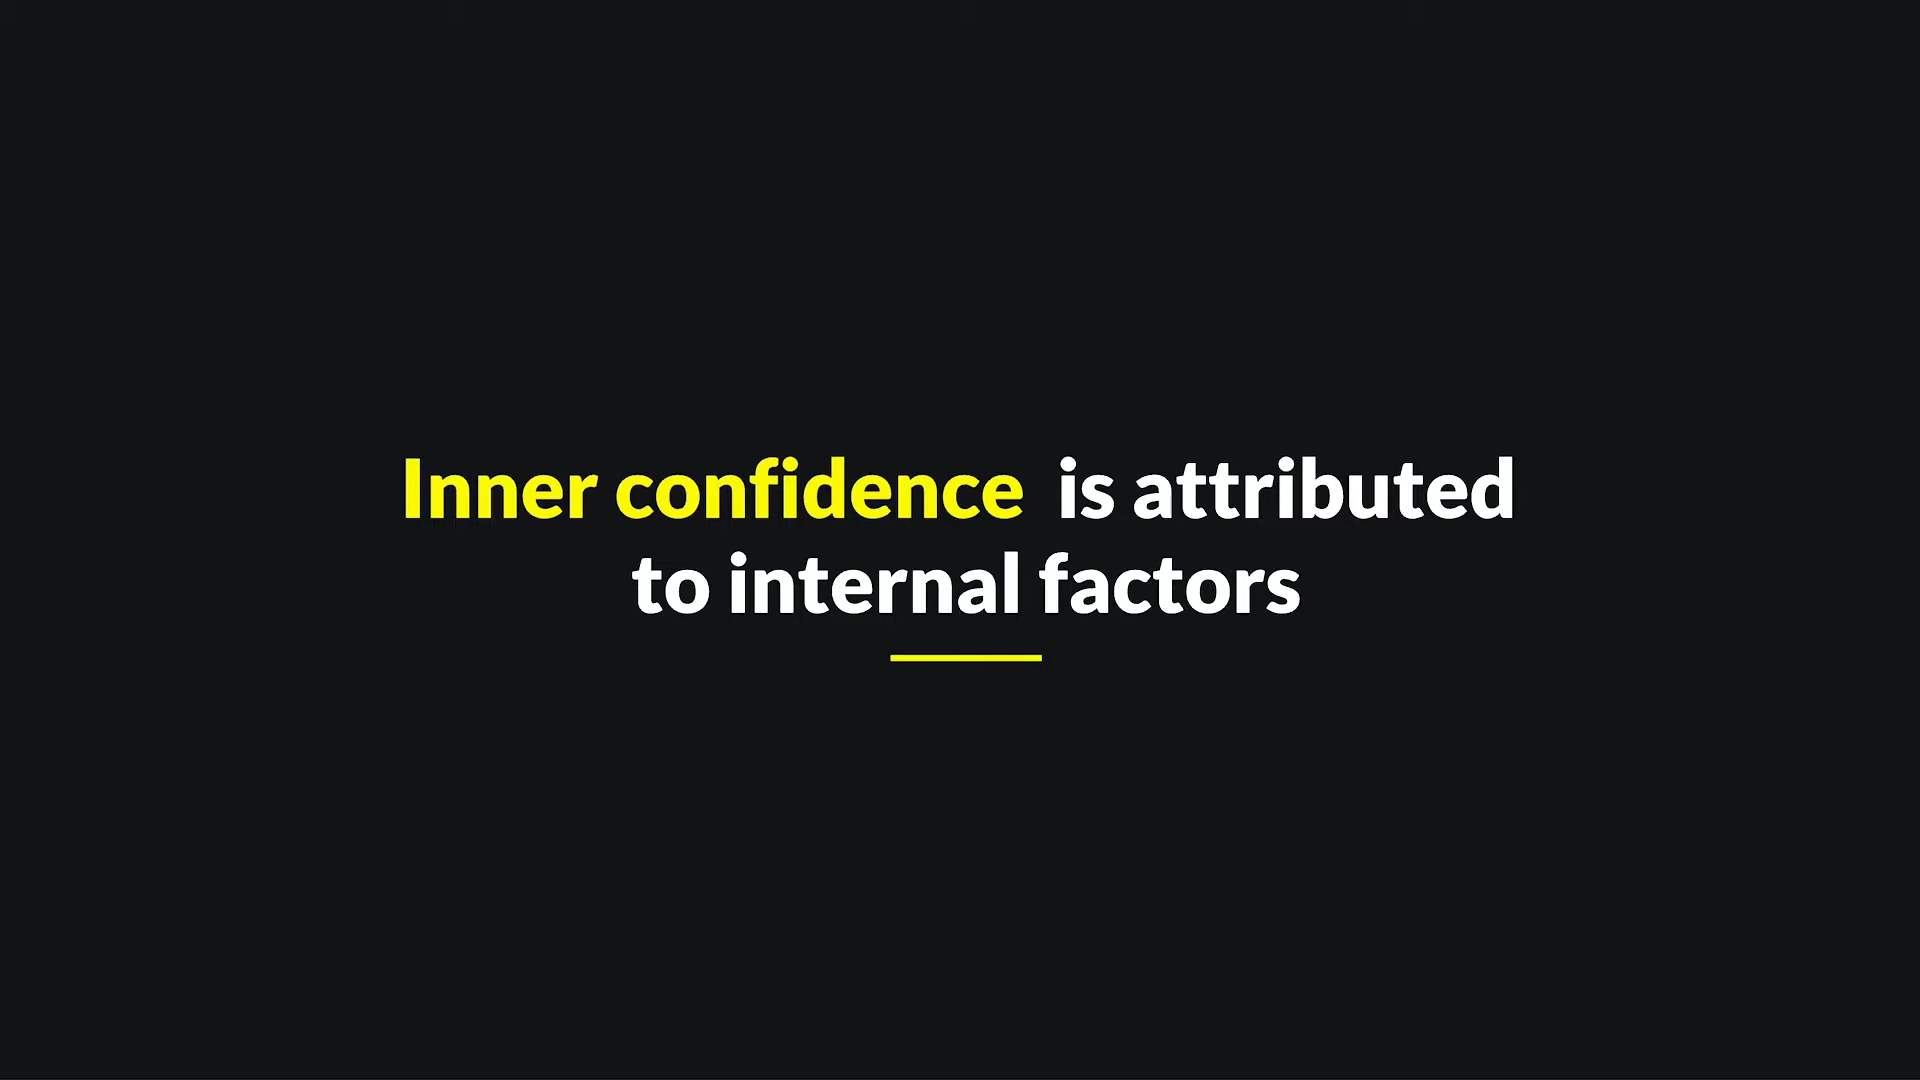 Inner confidence is attributed
to internal factors